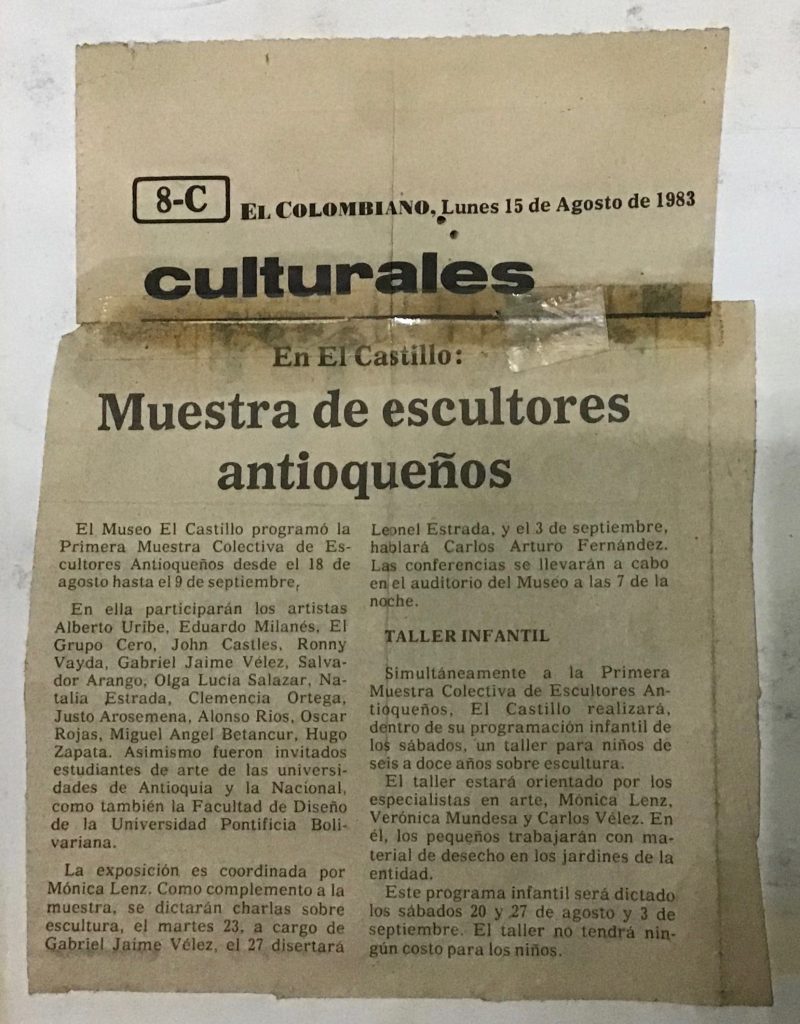 8-C
EL COLOMBIANO, Lunes 15 de Agosto de 1983
culturales
En El Castillo:
Muestra de escultores
antioqueños
El Museo El Castillo programó la
Primera Muestra Colectiva de Es-
cultores Antioqueños desde el 18 de
agosto hasta el 9 de septiembre.
En ella participarán los artistas
Alberto Uribe, Eduardo Milanés, El
Grupo Cero, John Castles, Ronny
Vayda, Gabriel Jaime Vélez, Salva-
dor Arango, Olga Lucía Salazar, Na-
talia Estrada, Clemencia Ortega,
Justo Arosemena, Alonso Ríos, Oscar
Rojas, Miguel Angel Betancur, Hugo
Zapata. Asimismo fueron invitados
estudiantes de arte de las universi-
dades de Antioquia y la Nacional,
como también la Facultad de Diseño
de la Universidad Pontificia Boli-
variana.
La exposición es coordinada por
Mónica Lenz. Como complemento a la
muestra, se dictarán charlas sobre
escultura, el martes 23, a cargo de
Gabriel Jaime Vélez, el 27 disertará
Leonel Estrada, y el 3 de septiembre,
hablará Carlos Arturo Fernández.
Las conferencias se llevarán a cabo
en el auditorio del Museo a las 7 de la
noche.
TALLER INFANTIL
Simultáneamente a la Primera
Muestra Colectiva de Escultores An-
tioqueños, El Castillo realizará,
dentro de su programación infantil de
los sábados, un taller para niños de
seis a doce años sobre escultura.
El taller estará orientado por los
especialistas en arte, Mónica Lenz,
Verónica Mundesa y Carlos Vélez. En
él, los pequeños trabajarán con ma-
terial de desecho en los jardines de la
entidad.
Este programa infantil será dictado
los sábados 20 y 27 de agosto y 3 de
septiembre. El taller no tendrá nin-
gún costo para los niños.